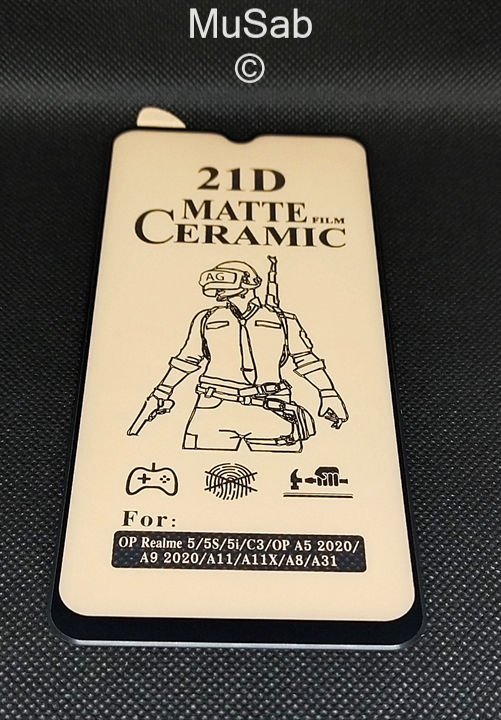 MuSab
©
21D
MATTE FILM
CERAMIC
AG
For:
OP Realme 5/5S/5i/C3/OP A5 2020/
A9 2020/A11/A11X/A8/A31